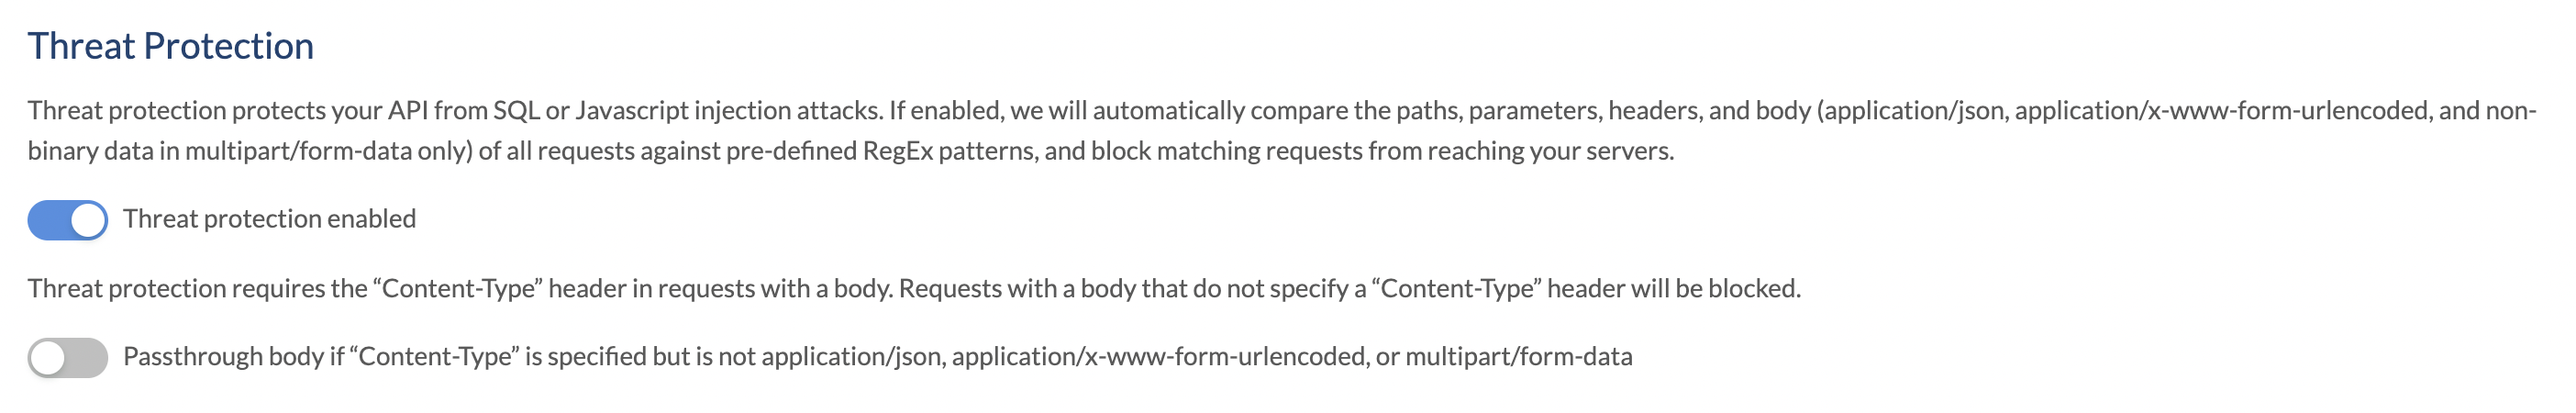 Threat Protection
Threat protection protects your API from SQL or Javascript injection attacks. If enabled, we will automatically compare the paths, parameters, headers, and body (application/json, application/x-www-form-urlencoded, and non-
binary data in multipart/form-data only) of all requests against pre-defined RegEx patterns, and block matching requests from reaching your servers.
Threat protection enabled
Threat protection requires the “Content-Type” header in requests with a body. Requests with a body that do not specify a “Content-Type” header will be blocked.
Passthrough body if “Content-Type” is specified but is not application/json, application/x-www-form-urlencoded, or multipart/form-data